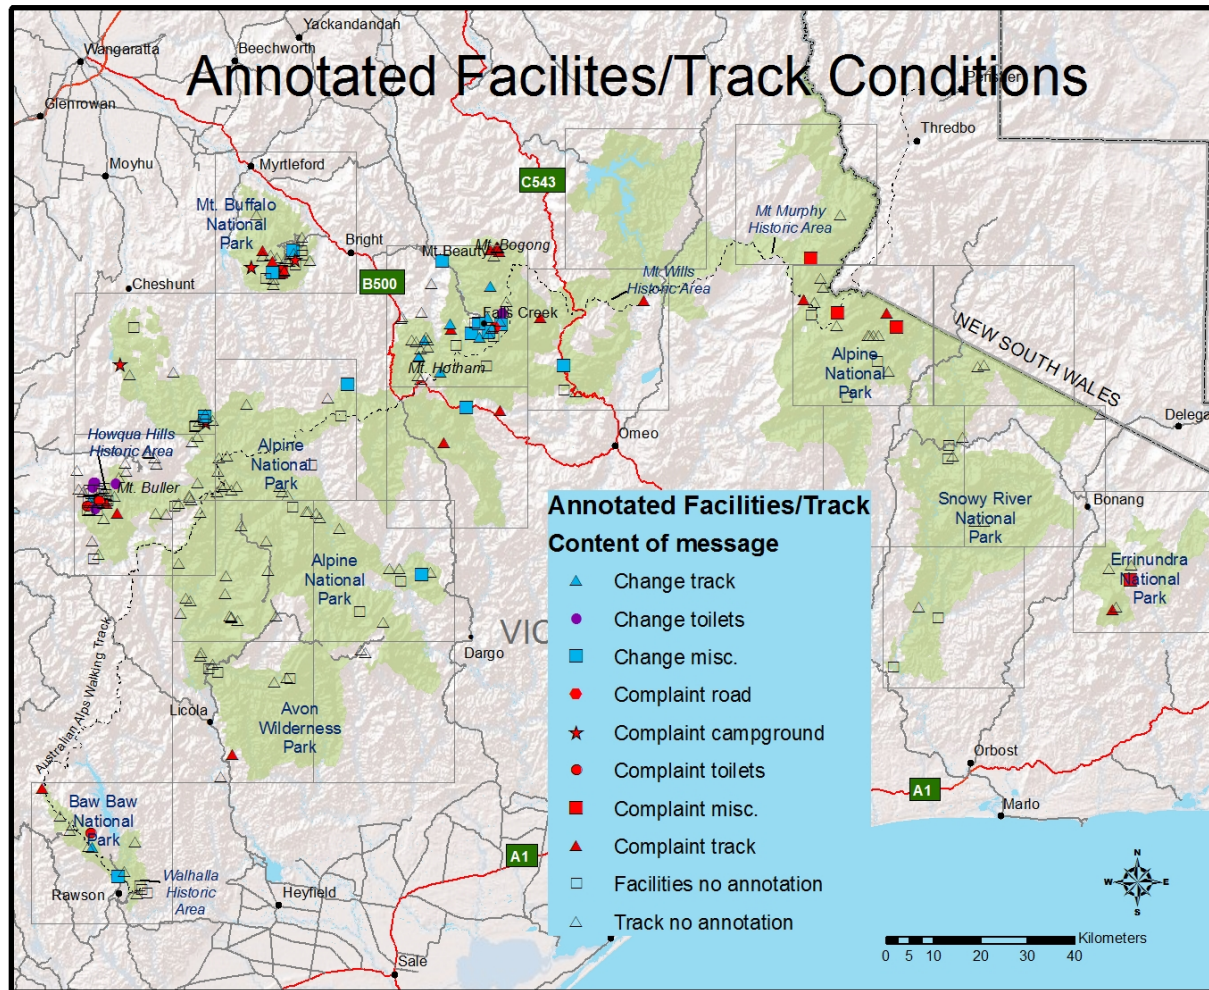 Annotated Facilites/Track Conditions
Yackandandah
Wangaratta
Beechworth
Glenrowan
Moyhu
Myrtleford
Perisher
Thredbo
C543
Mt. Buffalo
National
Park
Bright
Mt. Beauty
Mt. Bogong
Mt Murphy
Historic Area
Cheshunt
B500
Mt Wills
Historic Area
Falls Creek
NEW SOUTH WALES
Mt. Hotham
Alpine
National
Park
Delega
Howqua Hills
Historic Area
Alpine
National
Park
Omeo
Mt. Buller
Snowy River
National
Park
Bonang
Alpine
National
Park
Errinundra
National
Park
VIC
Dargo
Australian Alps Walking Track
Licola
Avon
Wilderness
Park
Orbost
A1
Marlo
Baw Baw
National
Park
A1
Rawson
Walhalla
Historic
Area
Heyfield
Sale
Annotated Facilities/Track
Content of message
Change track
Change toilets
Change misc.
Complaint road
Complaint campground
Complaint toilets
Complaint misc.
Complaint track
Facilities no annotation
Track no annotation
N
W
E
S
Kilometers
0 5 10 20 30 40